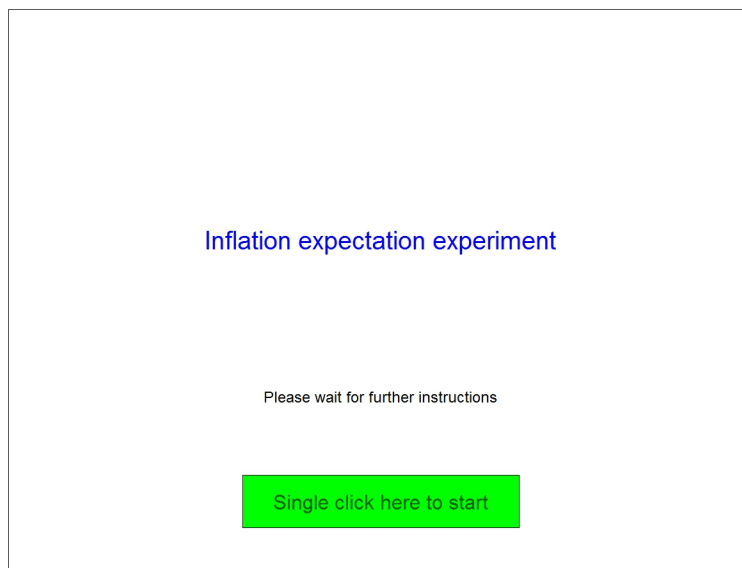 Inflation expectation experiment
Please wait for further instructions
Single click here to start